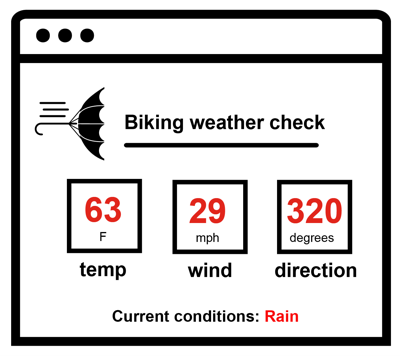 Biking weather check
63 29 320
F mph degrees
temp wind direction
Current conditions: Rain